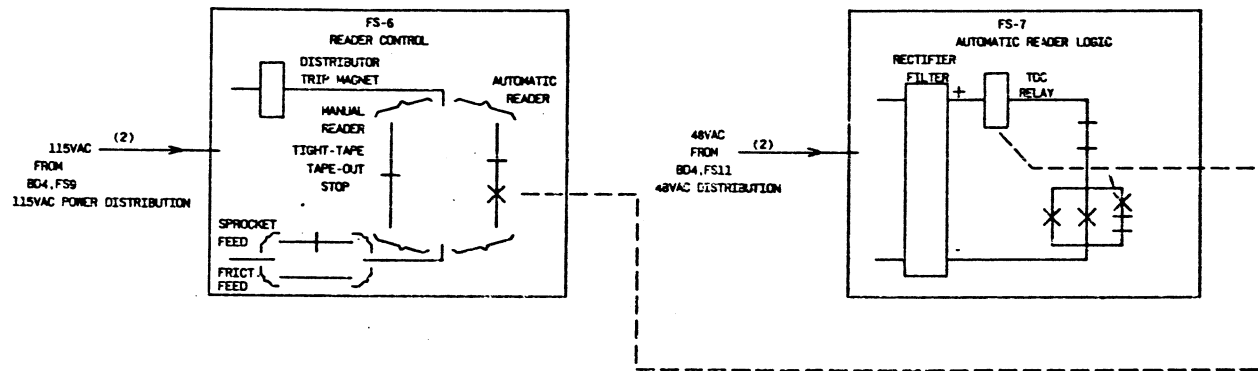 FS-6
READER CONTROL
DISTRIBUTOR
TRIP MAGNET
AUTOMATIC
READER
MANUAL
READER
TIGHT-TAPE
TAPE-OUT
STOP
115VAC (2)
FROM
BD4,FS9
115VAC POWER DISTRIBUTION
SPROCKET
FEED
FRICT.
FEED
FS-7
AUTOMATIC READER LOGIC
RECTIFIER
FILTER
+
TDC
RELAY
48VAC (2)
FROM
BD4,FS11
48VAC DISTRIBUTION